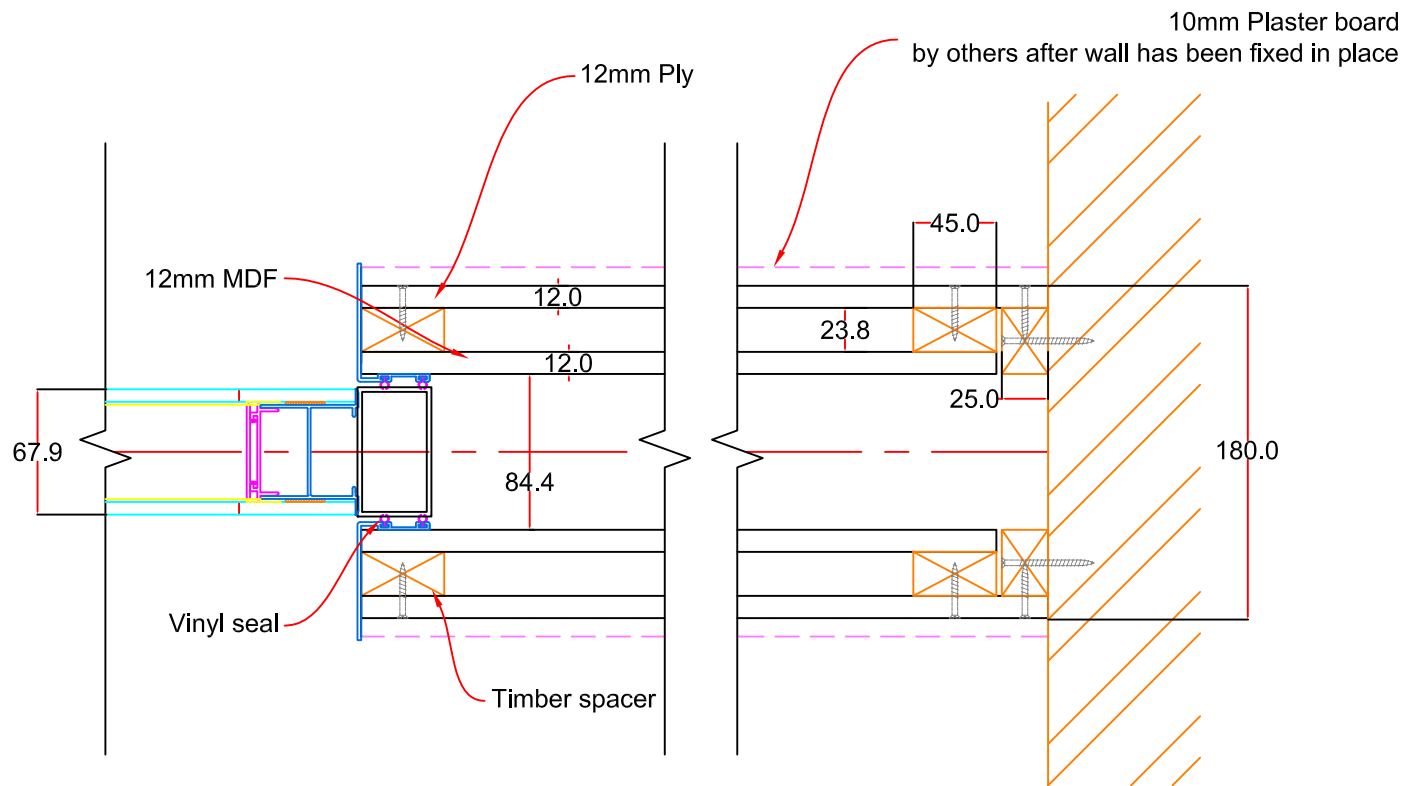 10mm Plaster board
by others after wall has been fixed in place
12mm Ply
45.0
12mm MDF
12.0
23.8
12.0
25.0
67.9
84.4
180.0
Vinyl seal
Timber spacer